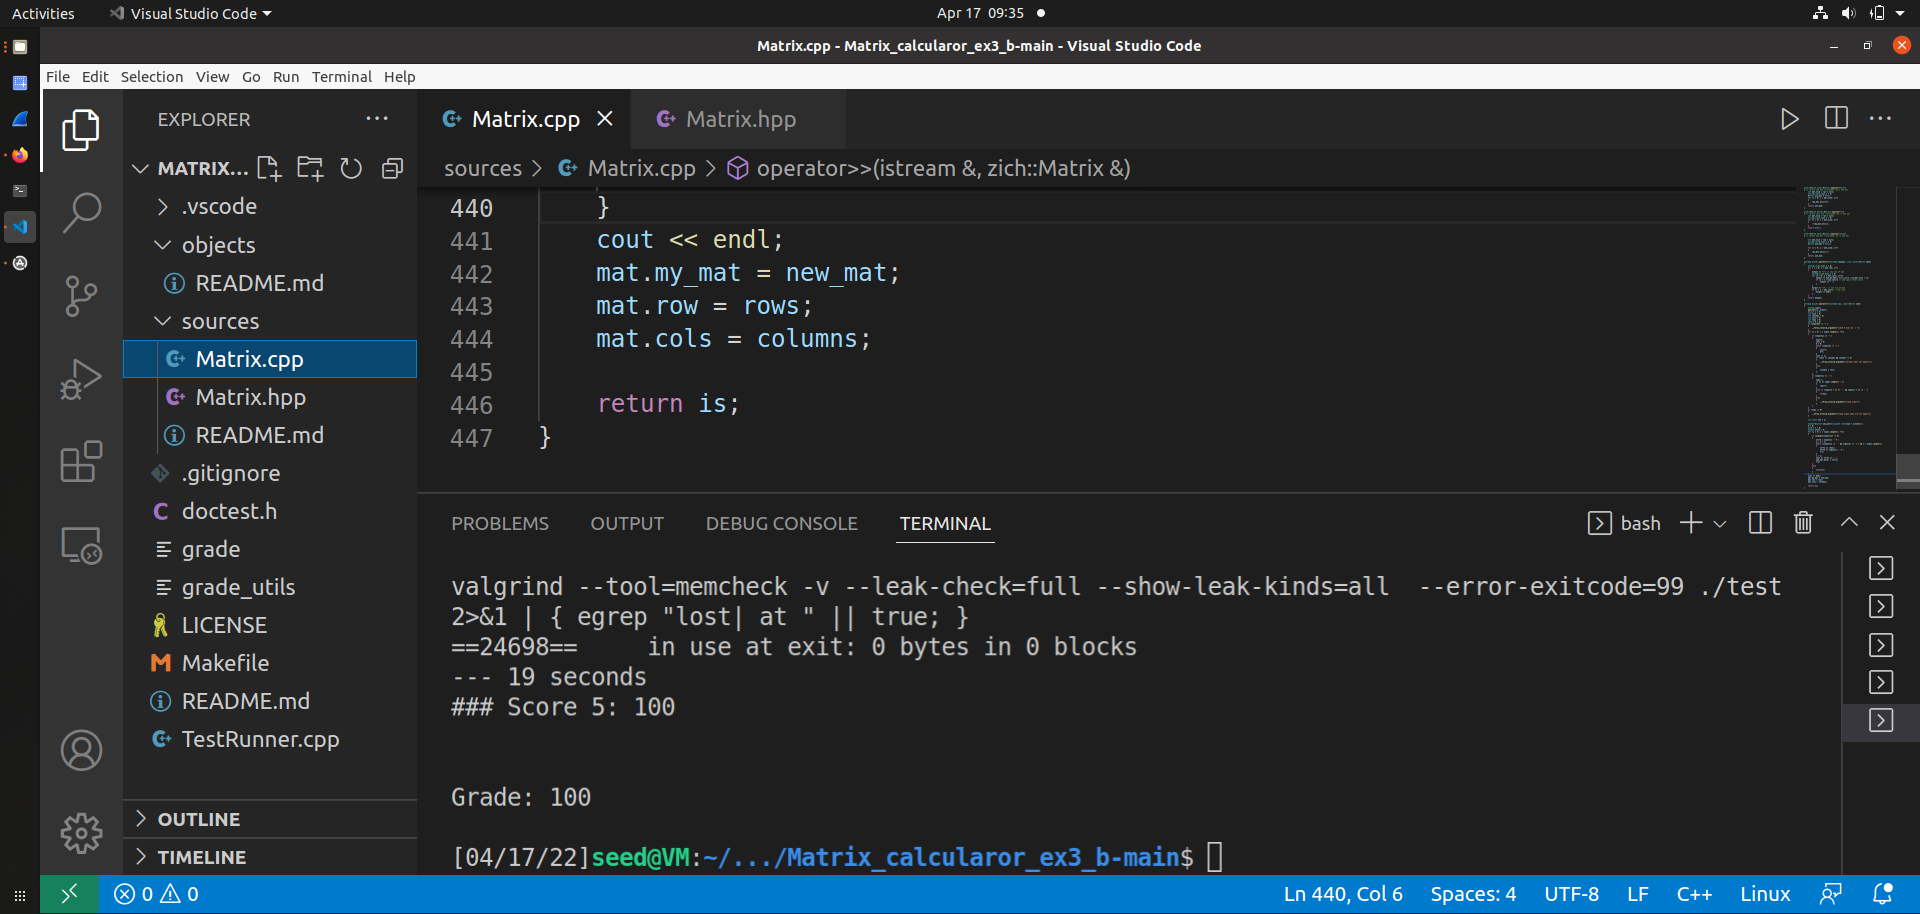 Activities
Visual Studio Code
Apr 17 09:35
Matrix.cpp - Matrix_calcularor_ex3_b-main - Visual Studio Code
File Edit Selection View Go Run Terminal Help
EXPLORER
MATRIX...
.vscode
objects
README.md
sources
Matrix.cpp
Matrix.hpp
README.md
.gitignore
doctest.h
grade
grade_utils
LICENSE
Makefile
README.md
TestRunner.cpp
OUTLINE
TIMELINE
Matrix.cpp
Matrix.hpp
sources > Matrix.cpp > operator>>(istream &, zich::Matrix &)
440 }
441 cout << endl;
442 mat.my_mat = new_mat;
443 mat.row = rows;
444 mat.cols = columns;
445
446 return is;
447 }
PROBLEMS OUTPUT DEBUG CONSOLE TERMINAL
bash
valgrind --tool=memcheck -v --leak-check=full --show-leak-kinds=all --error-exitcode=99 ./test
2>&1 | { egrep "lost| at " || true; }
==24698== in use at exit: 0 bytes in 0 blocks
--- 19 seconds
### Score 5: 100
Grade: 100
[04/17/22]seed@VM:~/.../Matrix_calcularor_ex3_b-main$
0 0
Ln 440, Col 6 Spaces: 4 UTF-8 LF C++ Linux